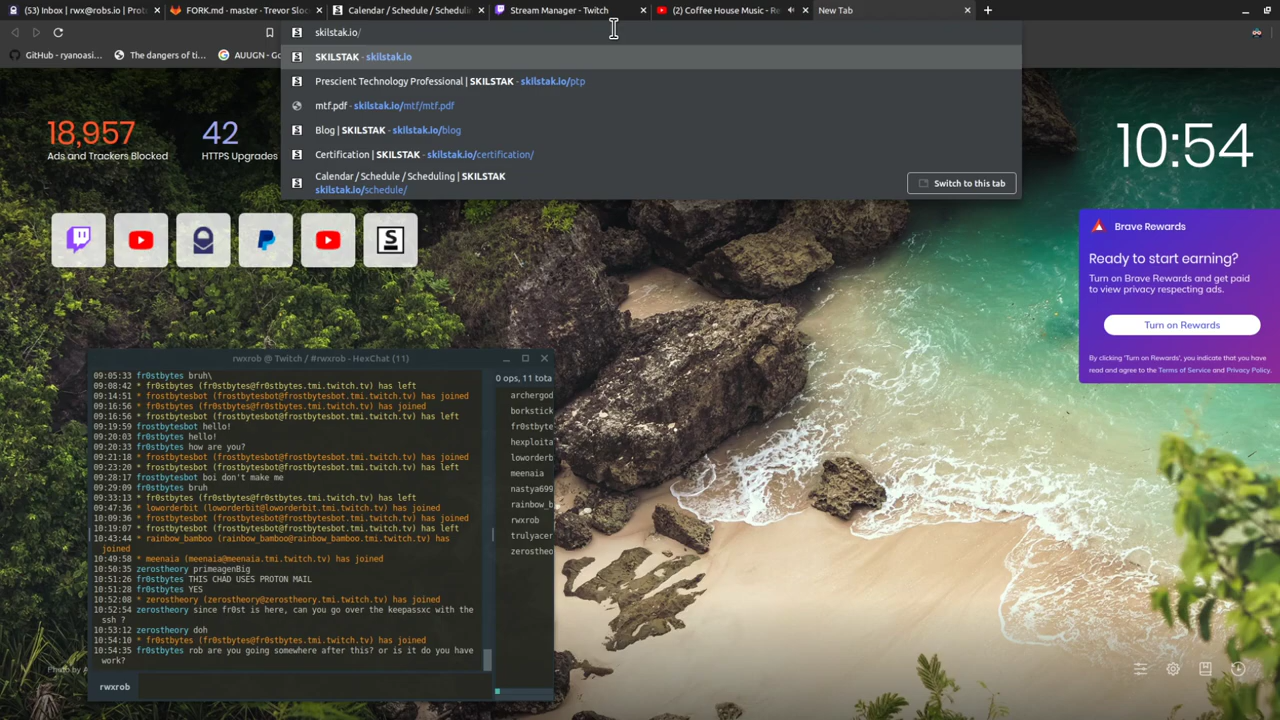 (53) Inbox | rwx@robs.io | Prot
FORK.md - master - Trevor Sloc
Calendar / Schedule / Schedulin
Stream Manager - Twitch
(2) Coffee House Music - Re
New Tab
skilstak.io/
GitHub - ryanoasi...
The dangers of ti...
AUUGN - Go
SKILSTAK - skilstak.io
Prescient Technology Professional | SKILSTAK - skilstak.io/ptp
mtf.pdf - skilstak.io/mtf/mtf.pdf
Blog | SKILSTAK - skilstak.io/blog
Certification | SKILSTAK - skilstak.io/certification/
Calendar / Schedule / Scheduling | SKILSTAK
skilstak.io/schedule/
Switch to this tab
18,957
Ads and Trackers Blocked
42
HTTPS Upgrades
10:54
Brave Rewards
Ready to start earning?
Turn on Brave Rewards and get paid
to view privacy respecting ads.
Turn on Rewards
By clicking 'Turn on Rewards', you indicate that you have
read and agree to the Terms of Service and Privacy Policy.
rwxrob @ Twitch / #rwxrob - HexChat (11)
09:05:33 fr0stbytes bruh\
09:08:42 * fr0stbytes (fr0stbytes@fr0stbytes.tmi.twitch.tv) has left
09:14:51 * frostbytesbot (frostbytesbot@frostbytesbot.tmi.twitch.tv) has joined
09:16:56 * fr0stbytes (fr0stbytes@fr0stbytes.tmi.twitch.tv) has joined
09:16:56 * frostbytesbot (frostbytesbot@frostbytesbot.tmi.twitch.tv) has left
09:19:59 frostbytesbot hello!
09:20:03 fr0stbytes hello!
09:20:33 fr0stbytes how are you?
09:21:18 * frostbytesbot (frostbytesbot@frostbytesbot.tmi.twitch.tv) has joined
09:23:20 * frostbytesbot (frostbytesbot@frostbytesbot.tmi.twitch.tv) has left
09:28:17 frostbytesbot boi don't make me
09:29:09 fr0stbytes bruh
09:33:13 * fr0stbytes (fr0stbytes@fr0stbytes.tmi.twitch.tv) has left
09:47:36 * loworderbit (loworderbit@loworderbit.tmi.twitch.tv) has joined
10:09:36 * frostbytesbot (frostbytesbot@frostbytesbot.tmi.twitch.tv) has joined
10:19:07 * frostbytesbot (frostbytesbot@frostbytesbot.tmi.twitch.tv) has left
10:43:44 * rainbow_bamboo (rainbow_bamboo@rainbow_bamboo.tmi.twitch.tv) has
joined
10:49:58 * meenaia (meenaia@meenaia.tmi.twitch.tv) has joined
10:50:35 zerostheory primeagenBig
10:51:26 fr0stbytes THIS CHAD USES PROTON MAIL
10:51:28 fr0stbytes YES
10:52:08 * zerostheory (zerostheory@zerostheory.tmi.twitch.tv) has joined
10:52:54 zerostheory since fr0st is here, can you go over the keepassxc with the
ssh ?
10:53:12 zerostheory doh
10:54:10 * fr0stbytes (fr0stbytes@fr0stbytes.tmi.twitch.tv) has joined
10:54:35 fr0stbytes rob are you going somewhere after this? or is it do you have
work?
rwxrob
0 ops, 11 tota
archergod
borkstick
fr0stbyte
hexploita
loworderb
meenaia
nastya699
rainbow_b
rwxrob
trulyacer
zerostheo
Photo by